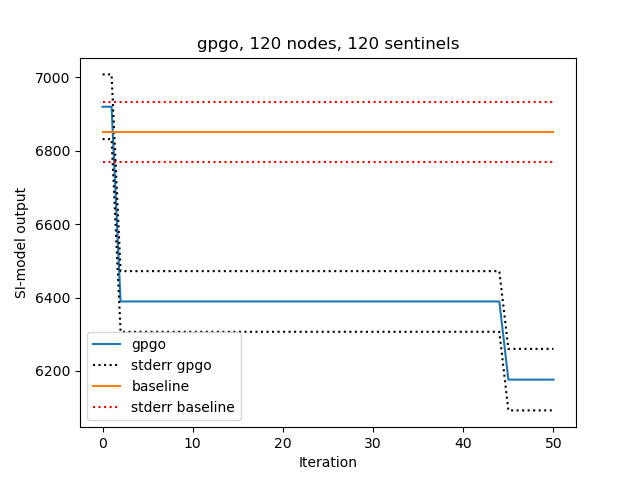 gpgo, 120 nodes, 120 sentinels
7000
6800
6600
6400
6200
SI-model output
gpgo
stderr gpgo
baseline
stderr baseline
0 10 20 30 40 50
Iteration